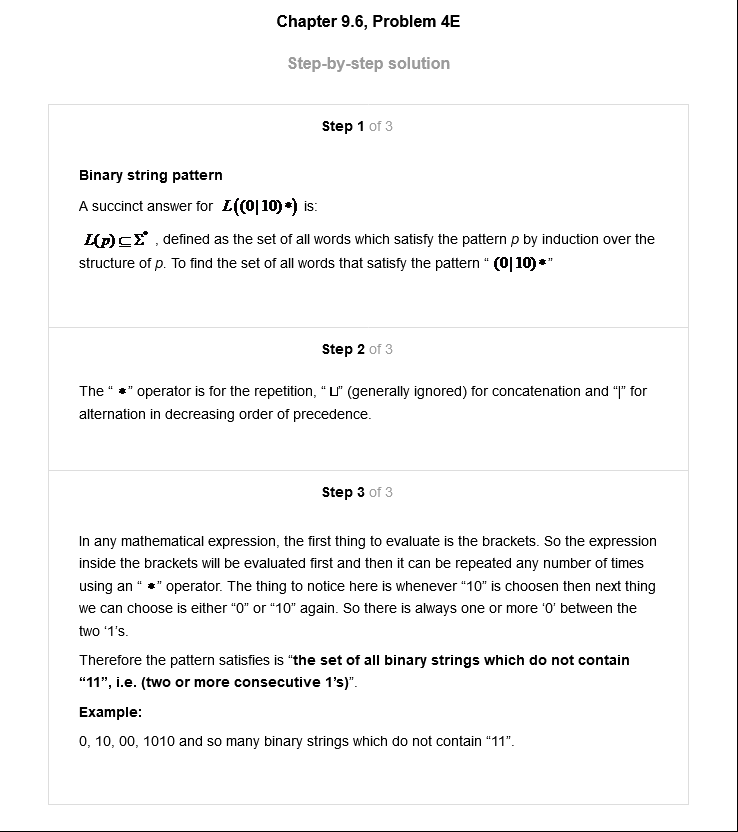 Chapter 9.6, Problem 4E
Step-by-step solution
Step 1 of 3
Binary string pattern
A succinct answer for L((0|10)*) is:
L(p)⊆Σ* , defined as the set of all words which satisfy the pattern p by induction over the
structure of p. To find the set of all words that satisfy the pattern “ (0|10)*”
Step 2 of 3
The “ *” operator is for the repetition, “⊔” (generally ignored) for concatenation and “|” for
alternation in decreasing order of precedence.
Step 3 of 3
In any mathematical expression, the first thing to evaluate is the brackets. So the expression
inside the brackets will be evaluated first and then it can be repeated any number of times
using an “ *” operator. The thing to notice here is whenever “10” is choosen then next thing
we can choose is either “0” or “10” again. So there is always one or more ‘0’ between the
two ‘1’s.
Therefore the pattern satisfies is “the set of all binary strings which do not contain
“11”, i.e. (two or more consecutive 1’s)”.
Example:
0, 10, 00, 1010 and so many binary strings which do not contain “11”.